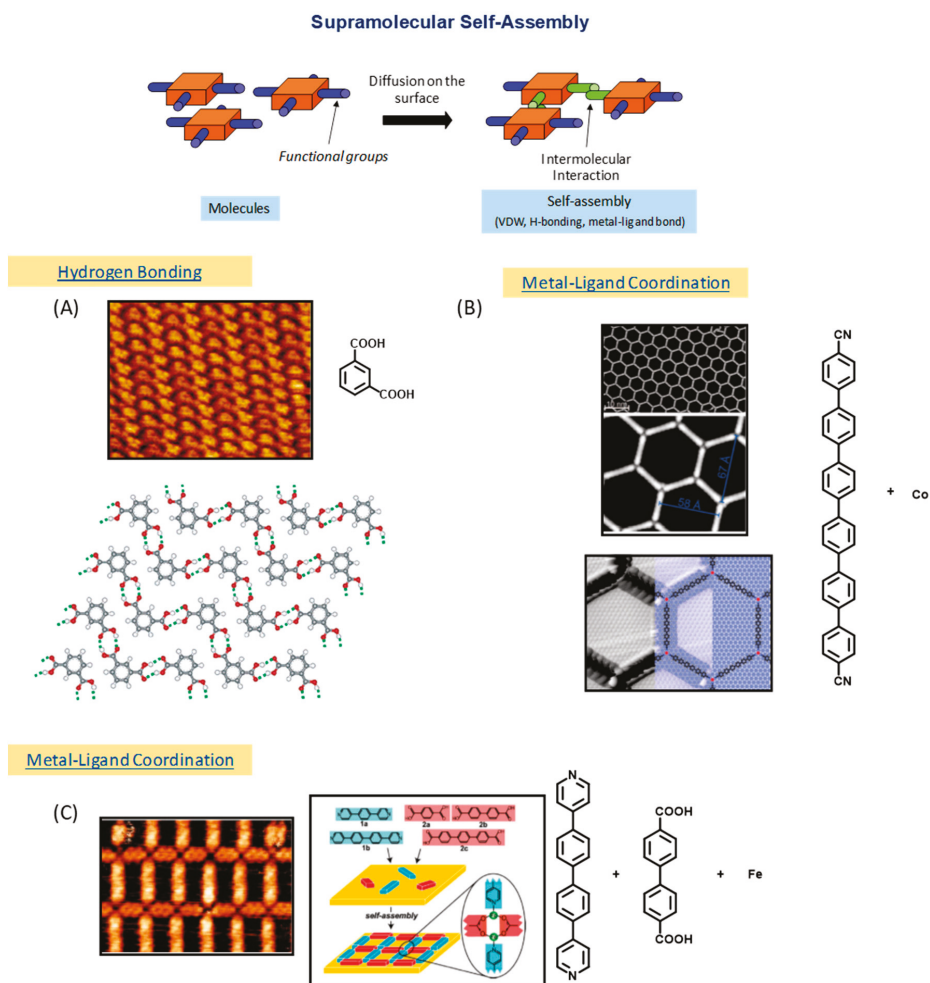 Supramolecular Self-Assembly
Diffusion on the
surface
Functional groups
Intermolecular
Interaction
Molecules
Self-assembly
(VDW, H-bonding, metal-ligand bond)
Hydrogen Bonding
Metal-Ligand Coordination
(A)
COOH
COOH
(B)
10 nm
67 Å
58 Å
CN
CN
+ Co
Metal-Ligand Coordination
(C)
1a
2a
2b
1b
2c
self-assembly
N
N
+
COOH
COOH
+ Fe